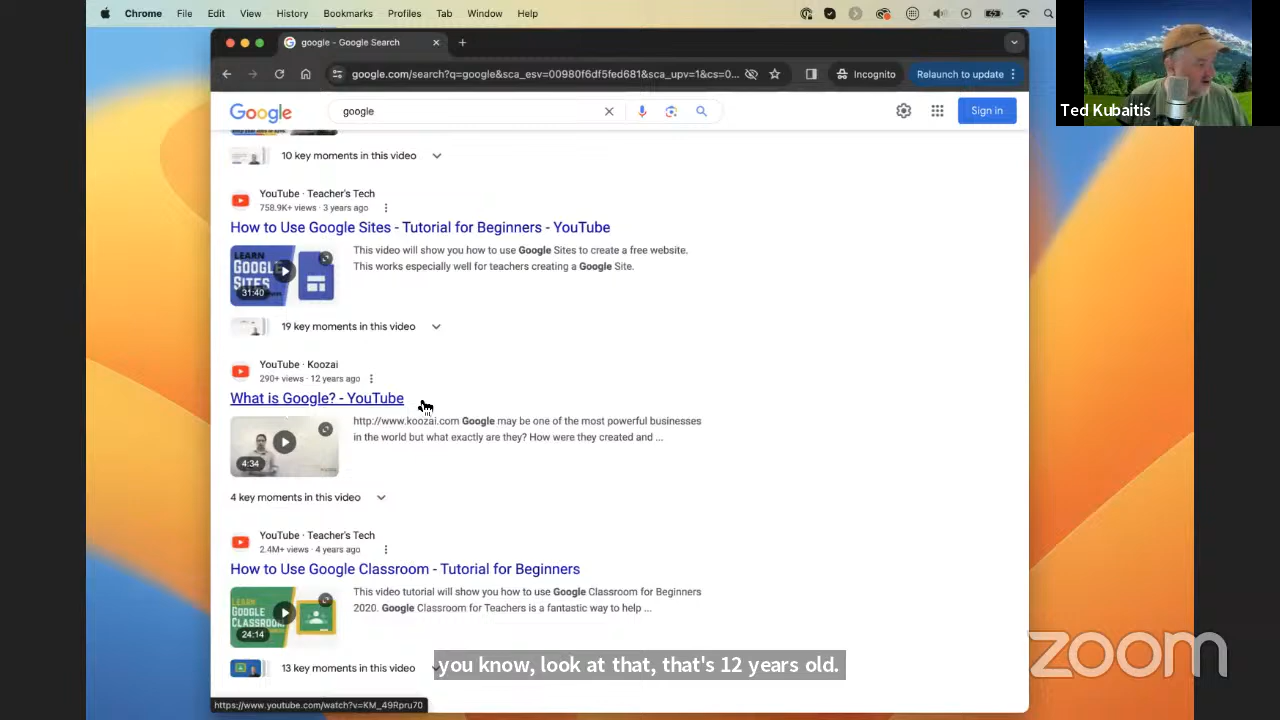 Chrome File Edit View History Bookmarks Profiles Tab Window Help
google - Google Search
google.com/search?q=google&sca_esv=00980f6df5fed681&sca_upv=1&cs=0...
Incognito
Relaunch to update
Ted Kubaitis
Google
google
Sign in
10 key moments in this video
YouTube · Teacher's Tech
758.9K+ views · 3 years ago
How to Use Google Sites - Tutorial for Beginners - YouTube
This video will show you how to use Google Sites to create a free website.
This works especially well for teachers creating a Google Site.
LEARN
GOOGLE
SITES
31:40
19 key moments in this video
YouTube · Koozai
290+ views · 12 years ago
What is Google? - YouTube
http://www.koozai.com Google may be one of the most powerful businesses
in the world but what exactly are they? How were they created and ...
4:34
4 key moments in this video
YouTube · Teacher's Tech
2.4M+ views · 4 years ago
How to Use Google Classroom - Tutorial for Beginners
This video tutorial will show you how to use Google Classroom for Beginners
2020. Google Classroom for Teachers is a fantastic way to help ...
LEARN
GOOGLE
CLASSROOM
24:14
13 key moments in this video
you know, look at that, that's 12 years old.
zoom
https://www.youtube.com/watch?v=KM_49Rpru70